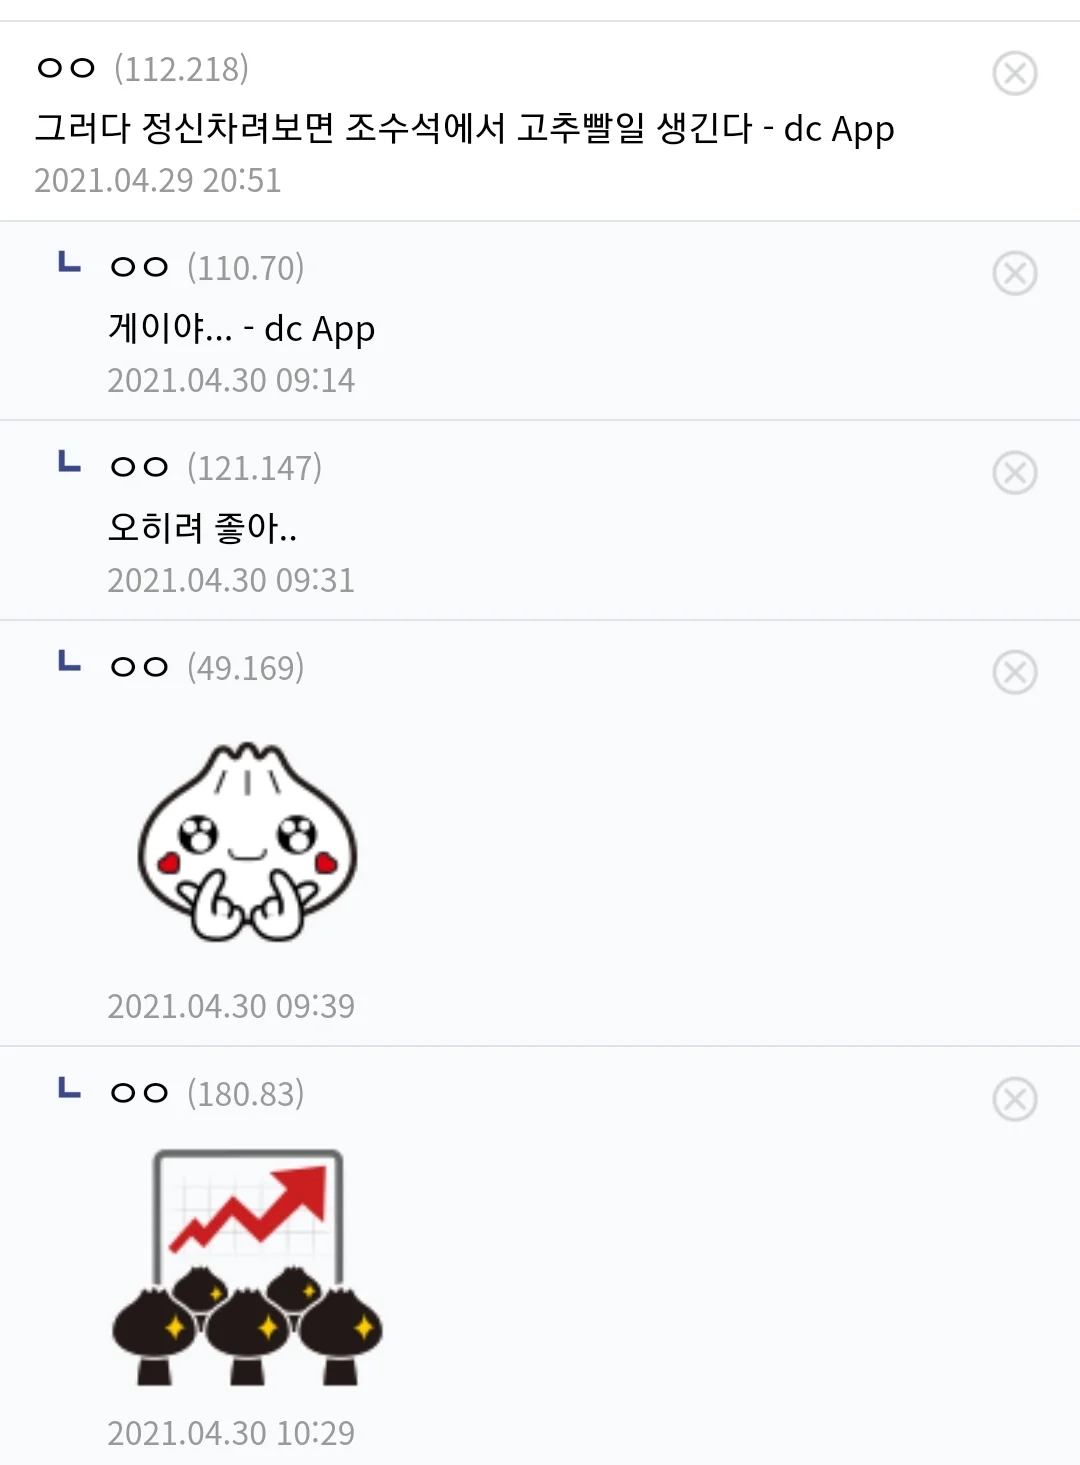 ㅇㅇ (112.218)
그러다 정신차려보면 조수석에서 고추빨일 생긴다 - dc App
2021.04.29 20:51
ㅇㅇ (110.70)
게이야... - dc App
2021.04.30 09:14
ㅇㅇ (121.147)
오히려 좋아..
2021.04.30 09:31
ㅇㅇ (49.169)
2021.04.30 09:39
ㅇㅇ (180.83)
2021.04.30 10:29